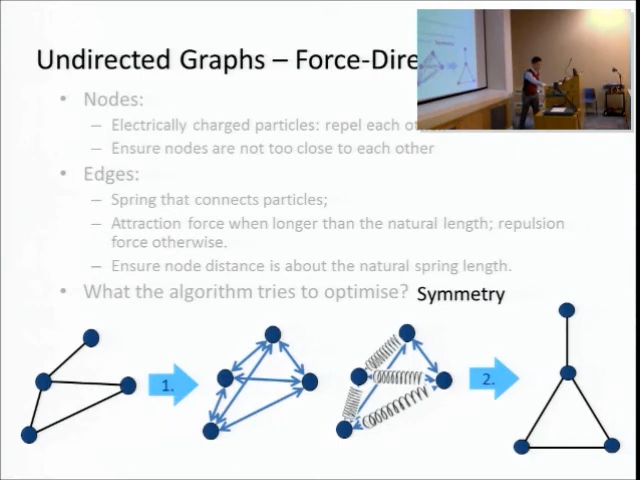 Undirected Graphs – Force-Dire
• Nodes:
– Electrically charged particles: repel each
– Ensure nodes are not too close to each other
• Edges:
– Spring that connects particles;
– Attraction force when longer than the natural length; repulsion
force otherwise.
– Ensure node distance is about the natural spring length.
• What the algorithm tries to optimise? Symmetry
1.
2.